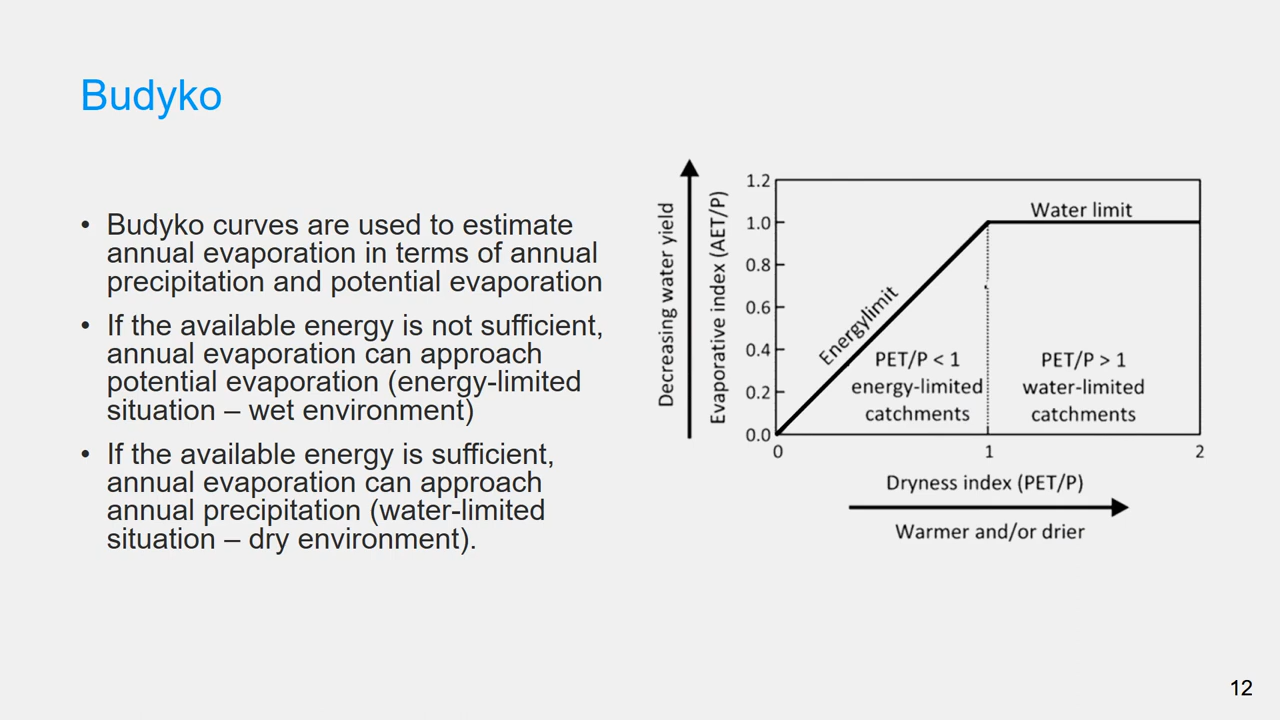 Budyko
• Budyko curves are used to estimate
annual evaporation in terms of annual
precipitation and potential evaporation
• If the available energy is not sufficient,
annual evaporation can approach
potential evaporation (energy-limited
situation – wet environment)
• If the available energy is sufficient,
annual evaporation can approach
annual precipitation (water-limited
situation – dry environment).
Decreasing water yield
Evaporative index (AET/P)
1.2
1.0
0.8
0.6
0.4
0.2
0.0
Energy limit
Water limit
PET/P < 1
energy-limited
catchments
PET/P > 1
water-limited
catchments
0
1
2
Dryness index (PET/P)
Warmer and/or drier
12